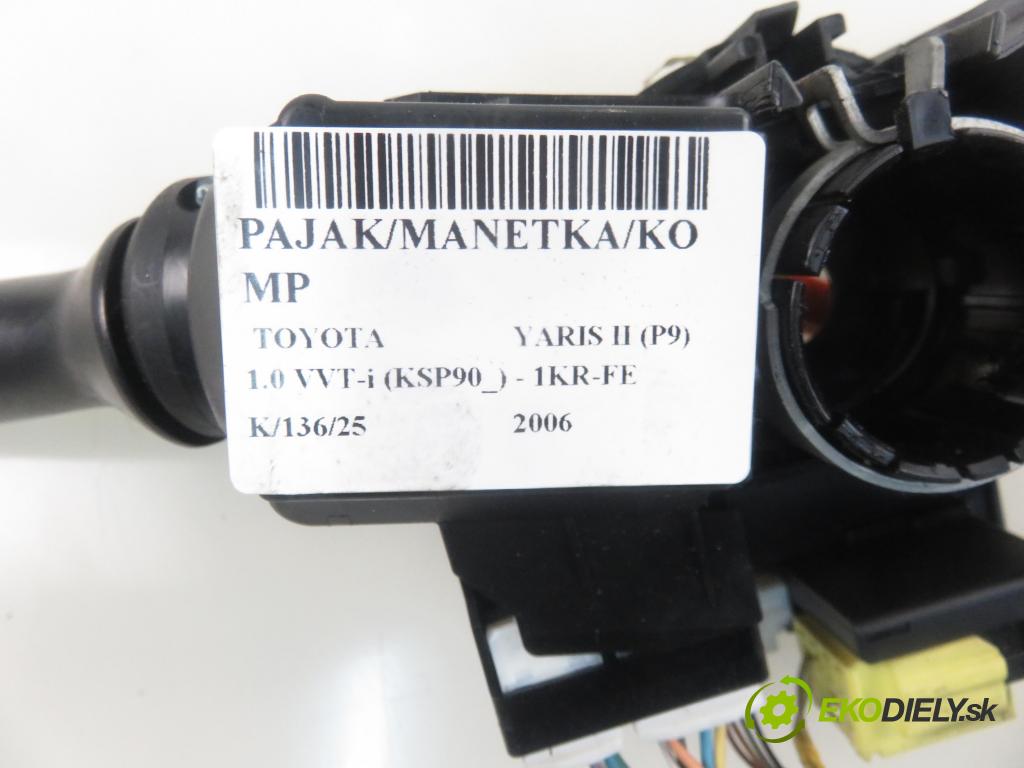 PAJAK/MANETKA/KO
MP
TOYOTA YARIS II (P9)
1.0 VVT-i (KSP90_) - 1KR-FE
K/136/25 2006
EKODIELY.sk